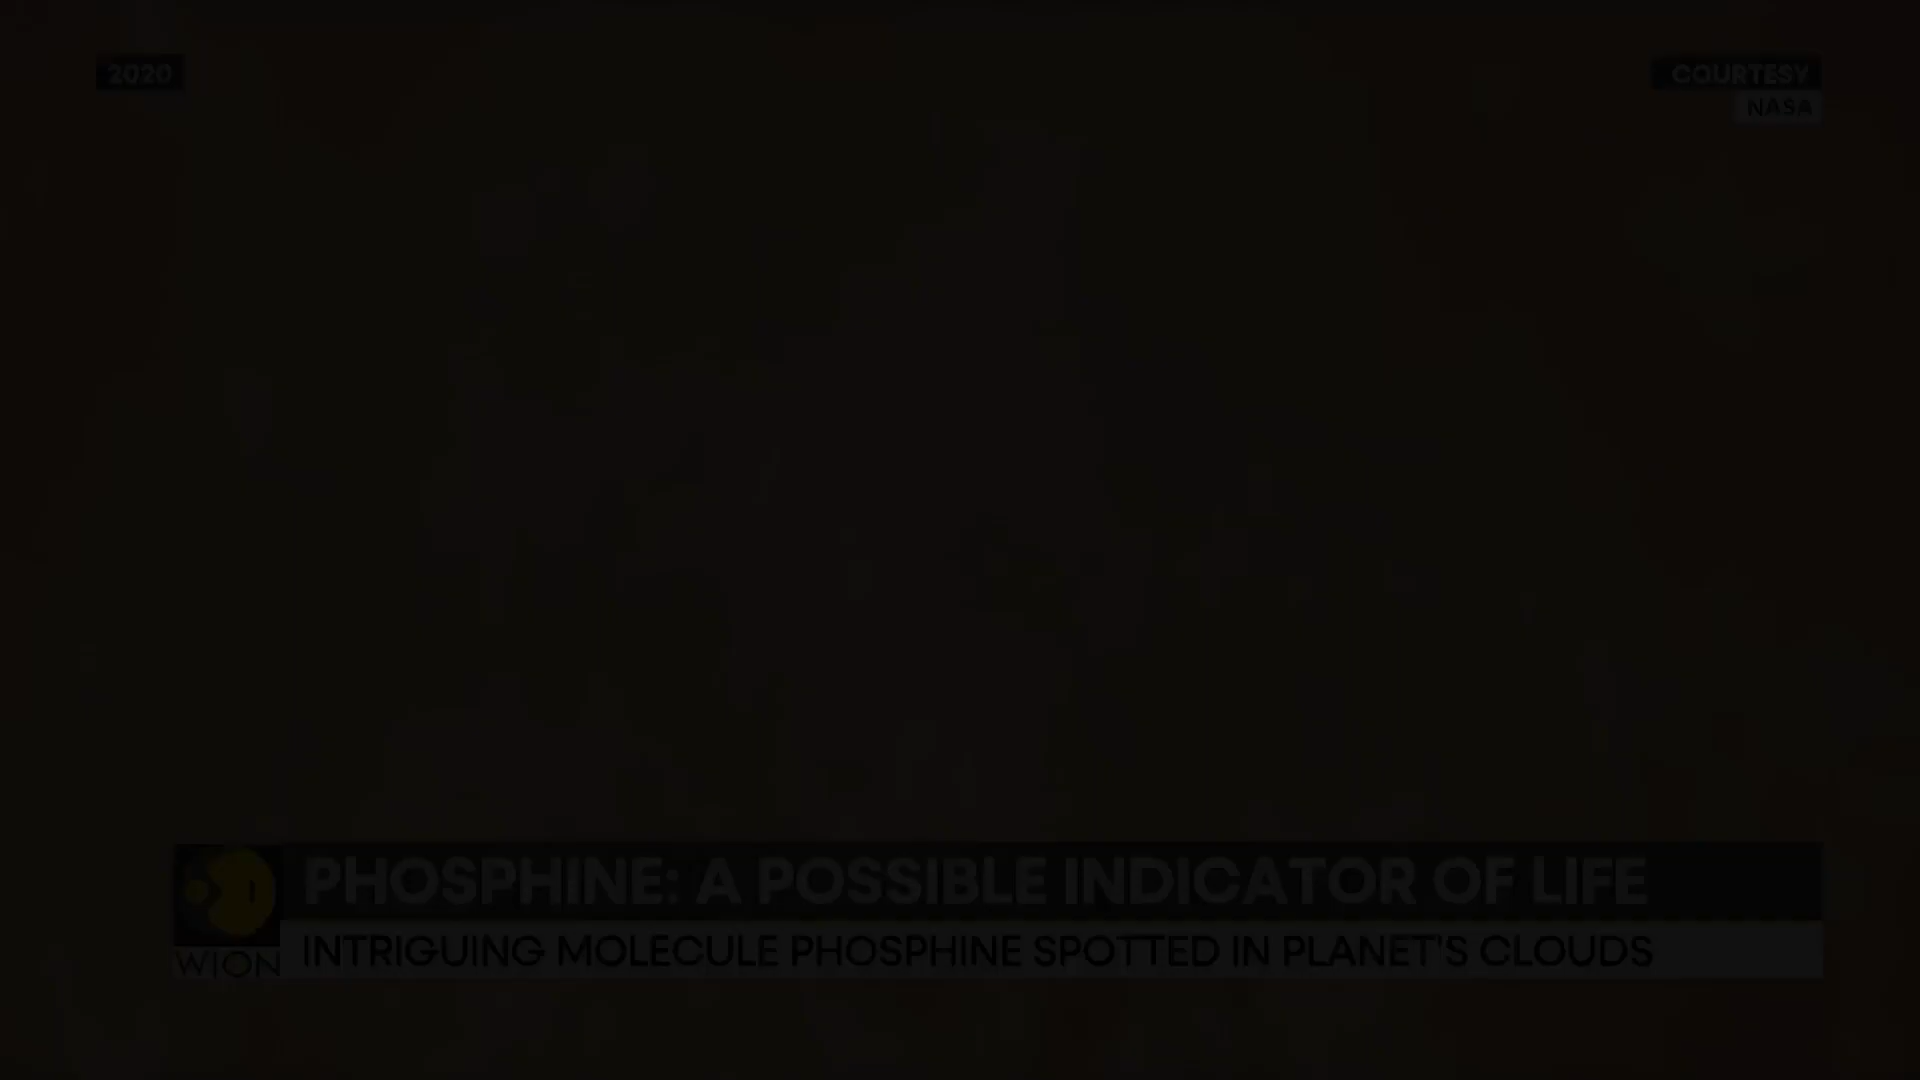 2020
COURTESY
NASA
PHOSPHINE: A POSSIBLE INDICATOR OF LIFE
INTRIGUING MOLECULE PHOSPHINE SPOTTED IN PLANET'S CLOUDS
WION